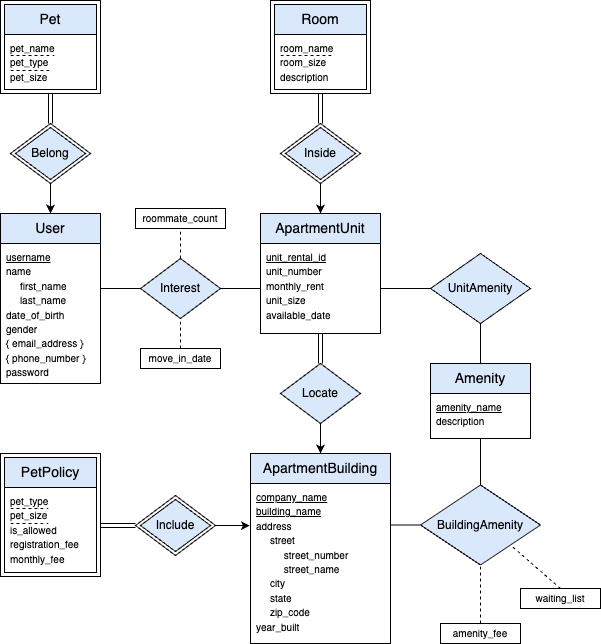 Pet
pet_name
pet_type
pet_size
Room
room_name
room_size
description
Belong
Inside
User
username
name
first_name
last_name
date_of_birth
gender
{ email_address }
{ phone_number }
password
roommate_count
Interest
move_in_date
ApartmentUnit
unit_rental_id
unit_number
monthly_rent
unit_size
available_date
UnitAmenity
Locate
Amenity
amenity_name
description
PetPolicy
pet_type
pet_size
is_allowed
registration_fee
monthly_fee
Include
ApartmentBuilding
company_name
building_name
address
street
street_number
street_name
city
state
zip_code
year_built
BuildingAmenity
waiting_list
amenity_fee